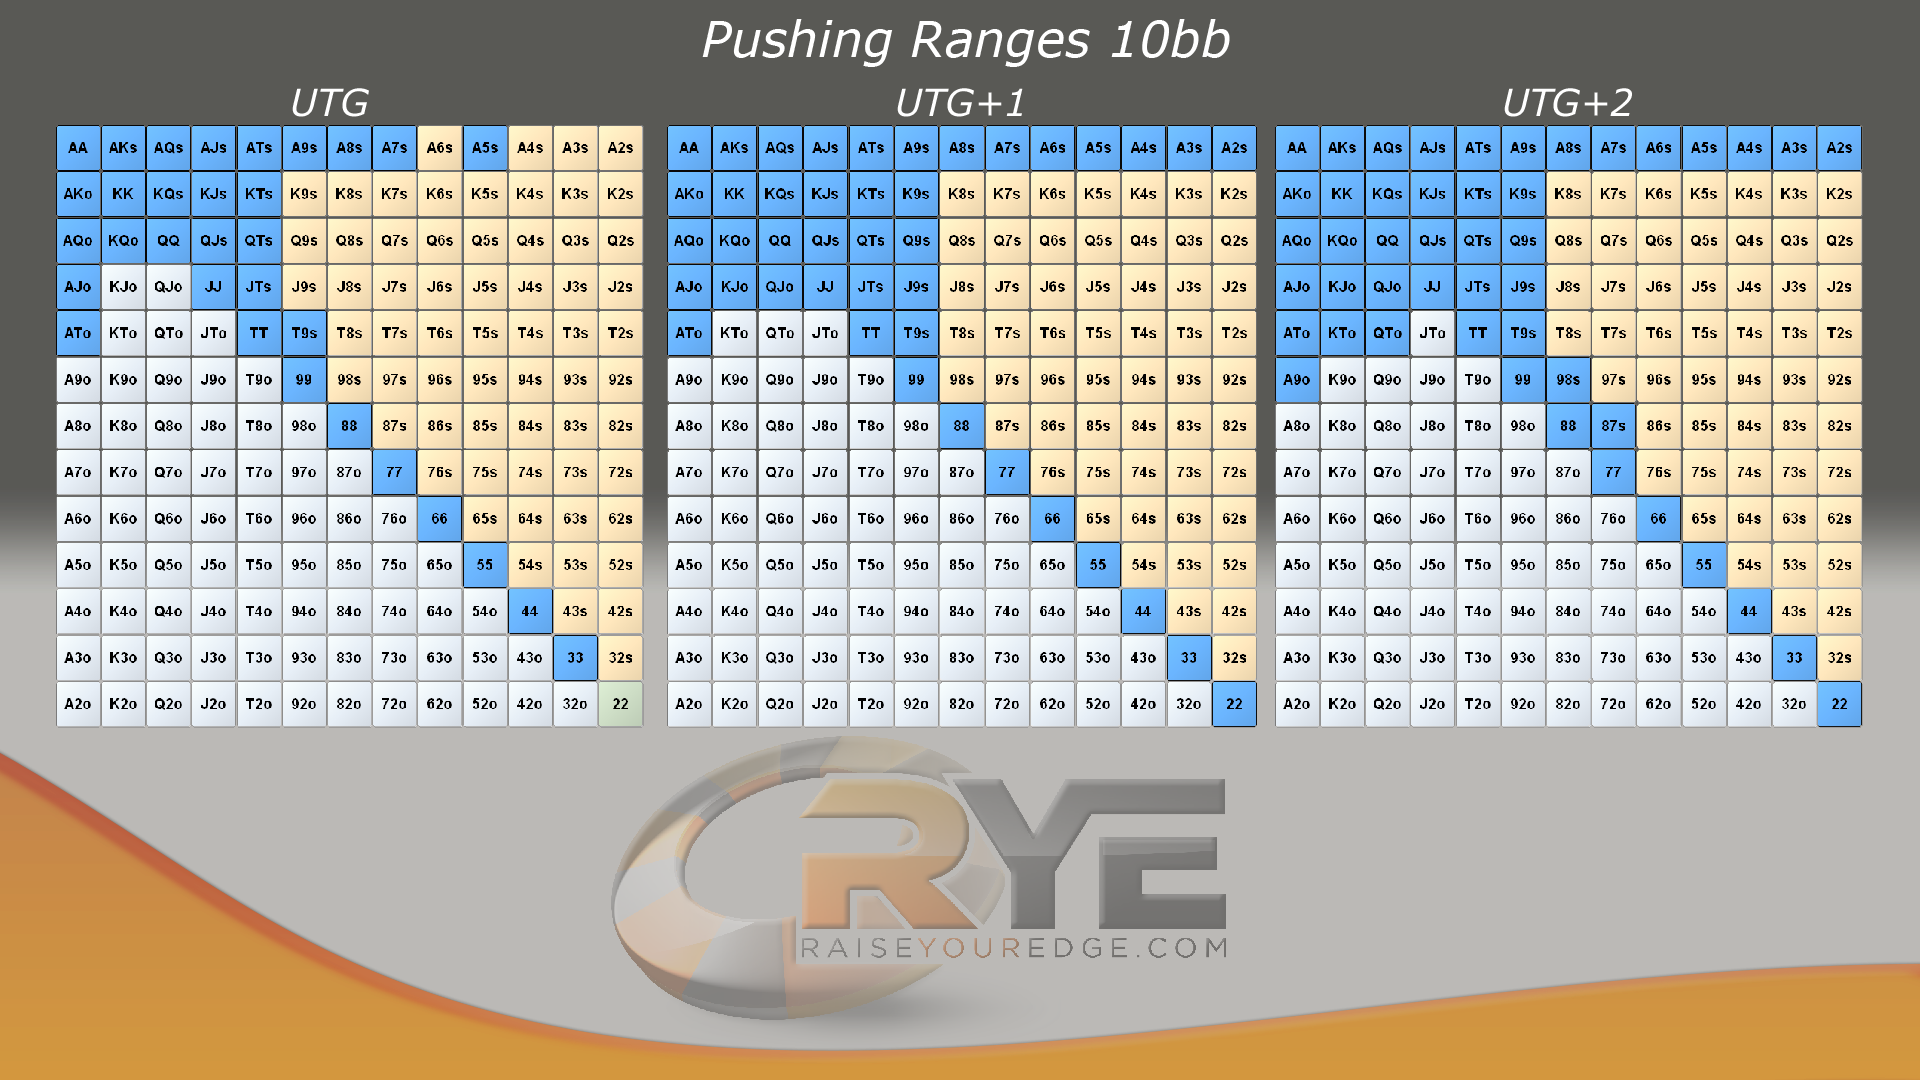 Pushing Ranges 10bb
UTG UTG+1 UTG+2
AA AKs AQs AJs ATs A9s A8s A7s A6s A5s A4s A3s A2s AA AKs AQs AJs ATs A9s A8s A7s A6s A5s A4s A3s A2s AA AKs AQs AJs ATs A9s A8s A7s A6s A5s A4s A3s A2s
AKo KK KQs KJs KTs K9s K8s K7s K6s K5s K4s K3s K2s AKo KK KQs KJs KTs K9s K8s K7s K6s K5s K4s K3s K2s AKo KK KQs KJs KTs K9s K8s K7s K6s K5s K4s K3s K2s
AQo KQo QQ QJs QTs Q9s Q8s Q7s Q6s Q5s Q4s Q3s Q2s AQo KQo QQ QJs QTs Q9s Q8s Q7s Q6s Q5s Q4s Q3s Q2s AQo KQo QQ QJs QTs Q9s Q8s Q7s Q6s Q5s Q4s Q3s Q2s
AJo KJo QJo JJ JTs J9s J8s J7s J6s J5s J4s J3s J2s AJo KJo QJo JJ JTs J9s J8s J7s J6s J5s J4s J3s J2s AJo KJo QJo JJ JTs J9s J8s J7s J6s J5s J4s J3s J2s
ATo KTo QTo JTo TT T9s T8s T7s T6s T5s T4s T3s T2s ATo KTo QTo JTo TT T9s T8s T7s T6s T5s T4s T3s T2s ATo KTo QTo JTo TT T9s T8s T7s T6s T5s T4s T3s T2s
A9o K9o Q9o J9o T9o 99 98s 97s 96s 95s 94s 93s 92s A9o K9o Q9o J9o T9o 99 98s 97s 96s 95s 94s 93s 92s A9o K9o Q9o J9o T9o 99 98s 97s 96s 95s 94s 93s 92s
A8o K8o Q8o J8o T8o 98o 88 87s 86s 85s 84s 83s 82s A8o K8o Q8o J8o T8o 98o 88 87s 86s 85s 84s 83s 82s A8o K8o Q8o J8o T8o 98o 88 87s 86s 85s 84s 83s 82s
A7o K7o Q7o J7o T7o 97o 87o 77 76s 75s 74s 73s 72s A7o K7o Q7o J7o T7o 97o 87o 77 76s 75s 74s 73s 72s A7o K7o Q7o J7o T7o 97o 87o 77 76s 75s 74s 73s 72s
A6o K6o Q6o J6o T6o 96o 86o 76o 66 65s 64s 63s 62s A6o K6o Q6o J6o T6o 96o 86o 76o 66 65s 64s 63s 62s A6o K6o Q6o J6o T6o 96o 86o 76o 66 65s 64s 63s 62s
A5o K5o Q5o J5o T5o 95o 85o 75o 65o 55 54s 53s 52s A5o K5o Q5o J5o T5o 95o 85o 75o 65o 55 54s 53s 52s A5o K5o Q5o J5o T5o 95o 85o 75o 65o 55 54s 53s 52s
A4o K4o Q4o J4o T4o 94o 84o 74o 64o 54o 44 43s 42s A4o K4o Q4o J4o T4o 94o 84o 74o 64o 54o 44 43s 42s A4o K4o Q4o J4o T4o 94o 84o 74o 64o 54o 44 43s 42s
A3o K3o Q3o J3o T3o 93o 83o 73o 63o 53o 43o 33 32s A3o K3o Q3o J3o T3o 93o 83o 73o 63o 53o 43o 33 32s A3o K3o Q3o J3o T3o 93o 83o 73o 63o 53o 43o 33 32s
A2o K2o Q2o J2o T2o 92o 82o 72o 62o 52o 42o 32o 22 A2o K2o Q2o J2o T2o 92o 82o 72o 62o 52o 42o 32o 22 A2o K2o Q2o J2o T2o 92o 82o 72o 62o 52o 42o 32o 22
RYE
RAISEYOUREDGE.COM